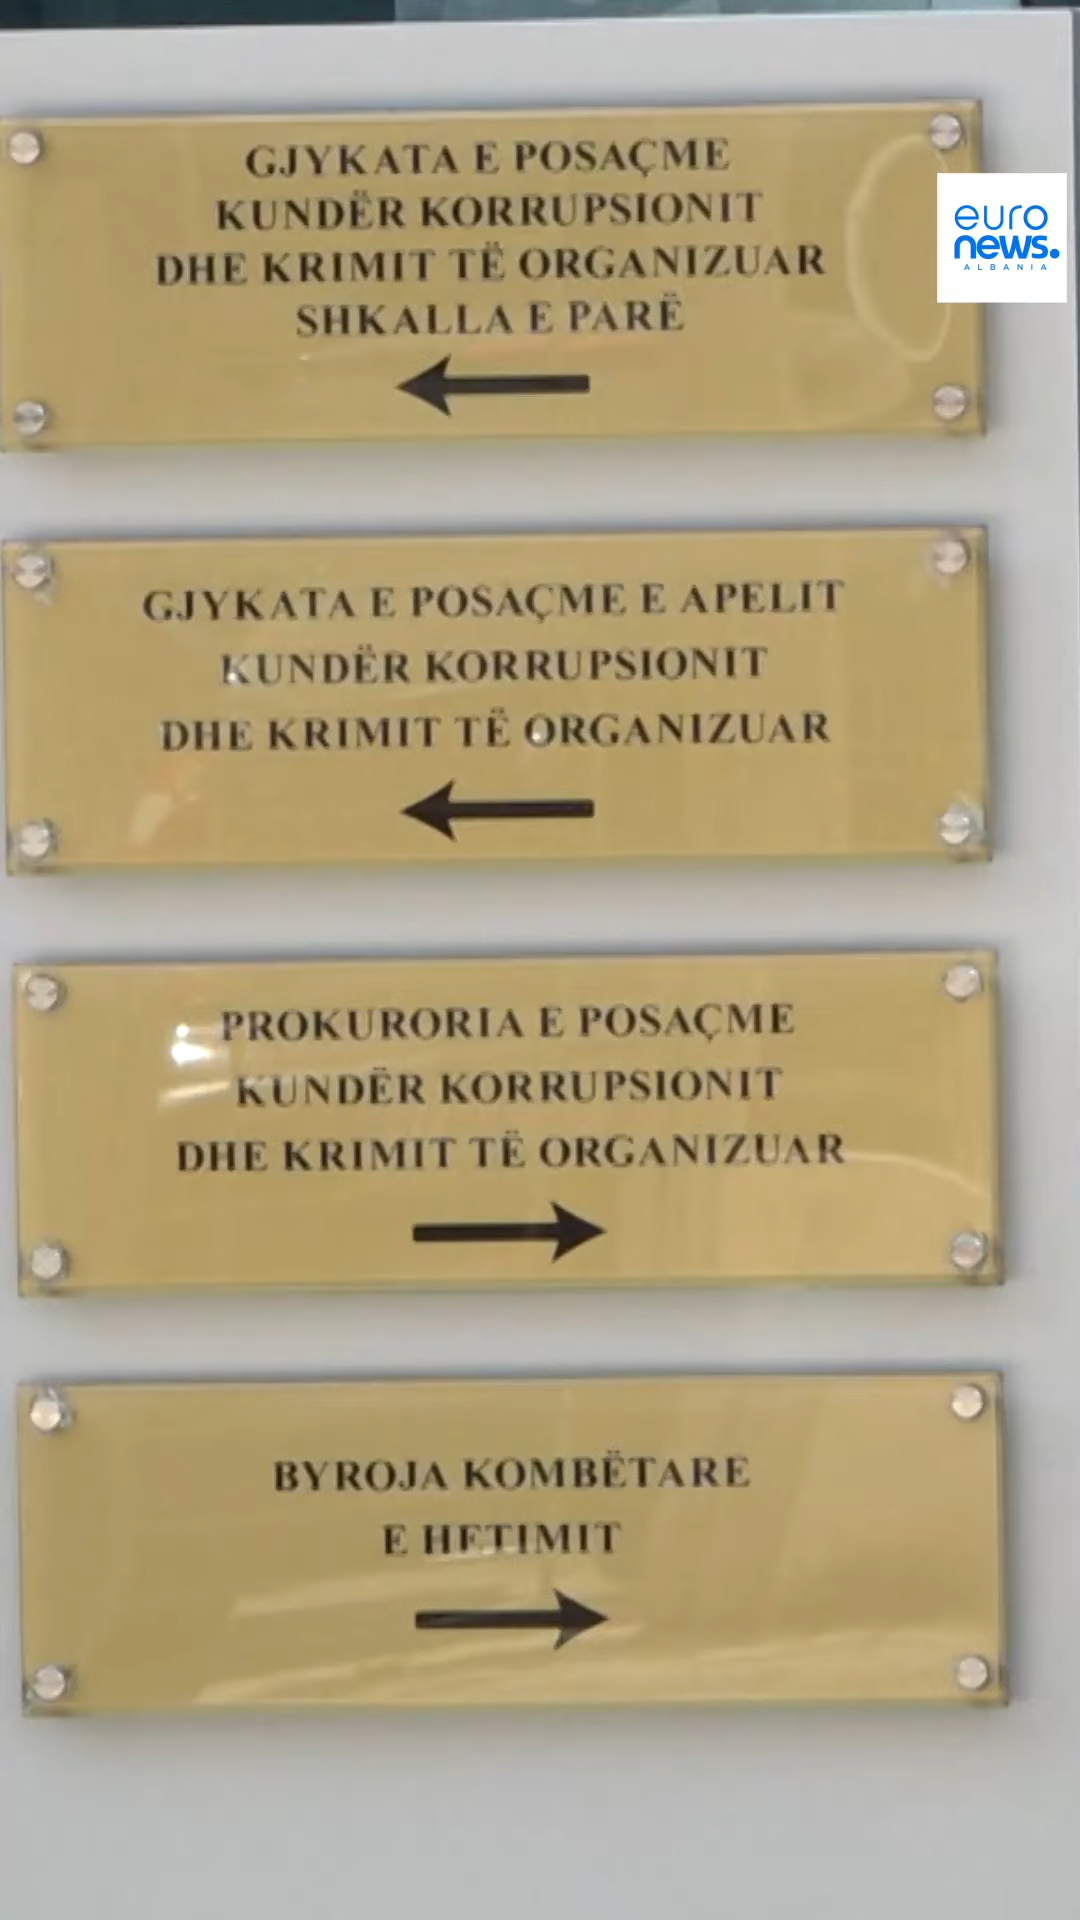 GJYKATA E POSAÇME
KUNDËR KORRUPSIONIT
DHE KRIMIT TË ORGANIZUAR
SHKALLA E PARË
euro
news.
ALBANIA
GJYKATA E POSAÇME E APELIT
KUNDËR KORRUPSIONIT
DHE KRIMIT TË ORGANIZUAR
PROKURORIA E POSAÇME
KUNDËR KORRUPSIONIT
DHE KRIMIT TË ORGANIZUAR
BYROJA KOMBËTARE
E HETIMIT